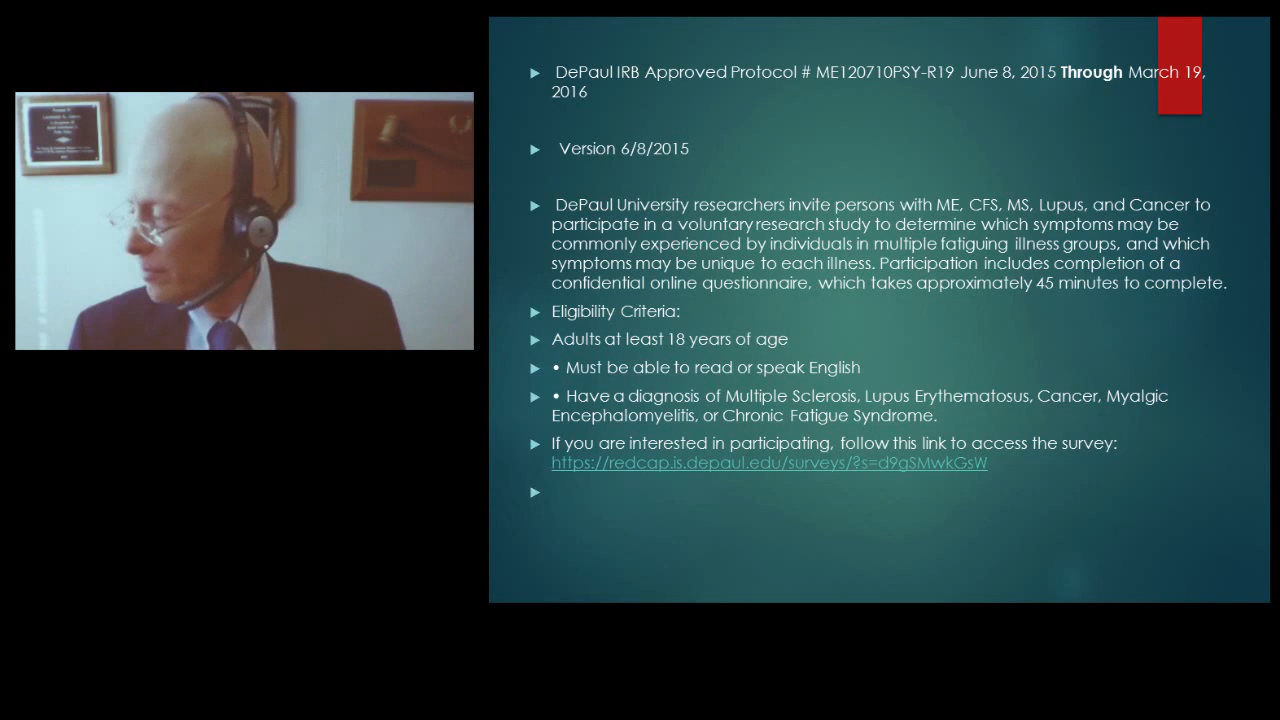 DePaul IRB Approved Protocol # ME120710PSY-R19 June 8, 2015 Through March 19,
2016
Version 6/8/2015
DePaul University researchers invite persons with ME, CFS, MS, Lupus, and Cancer to
participate in a voluntary research study to determine which symptoms may be
commonly experienced by individuals in multiple fatiguing illness groups, and which
symptoms may be unique to each illness. Participation includes completion of a
confidential online questionnaire, which takes approximately 45 minutes to complete.
Eligibility Criteria:
Adults at least 18 years of age
• Must be able to read or speak English
• Have a diagnosis of Multiple Sclerosis, Lupus Erythematosus, Cancer, Myalgic
Encephalomyelitis, or Chronic Fatigue Syndrome.
If you are interested in participating, follow this link to access the survey:
https://redcap.is.depaul.edu/surveys/?s=d9gSMwkGsW